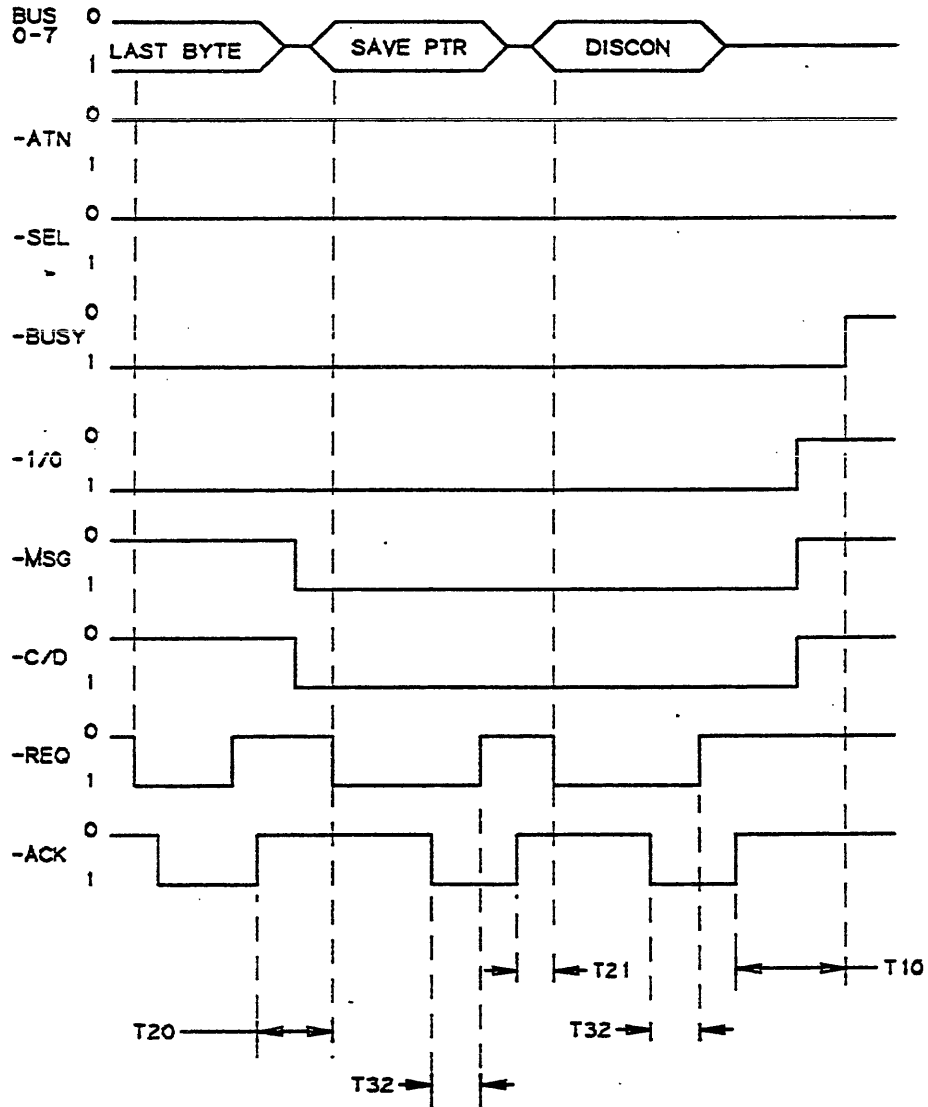 BUS 0
0-7
LAST BYTE SAVE PTR DISCON
1
0
-ATN
1
0
-SEL
1
0
-BUSY
1
0
-I/O
1
0
-MSG
1
0
-C/D
1
0
-REQ
1
0
-ACK
1
T21 T10
T20 T32
T32